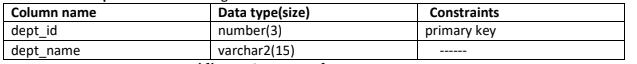 Column name Data type(size) Constraints
dept_id number(3) primary key
dept_name varchar2(15) ------